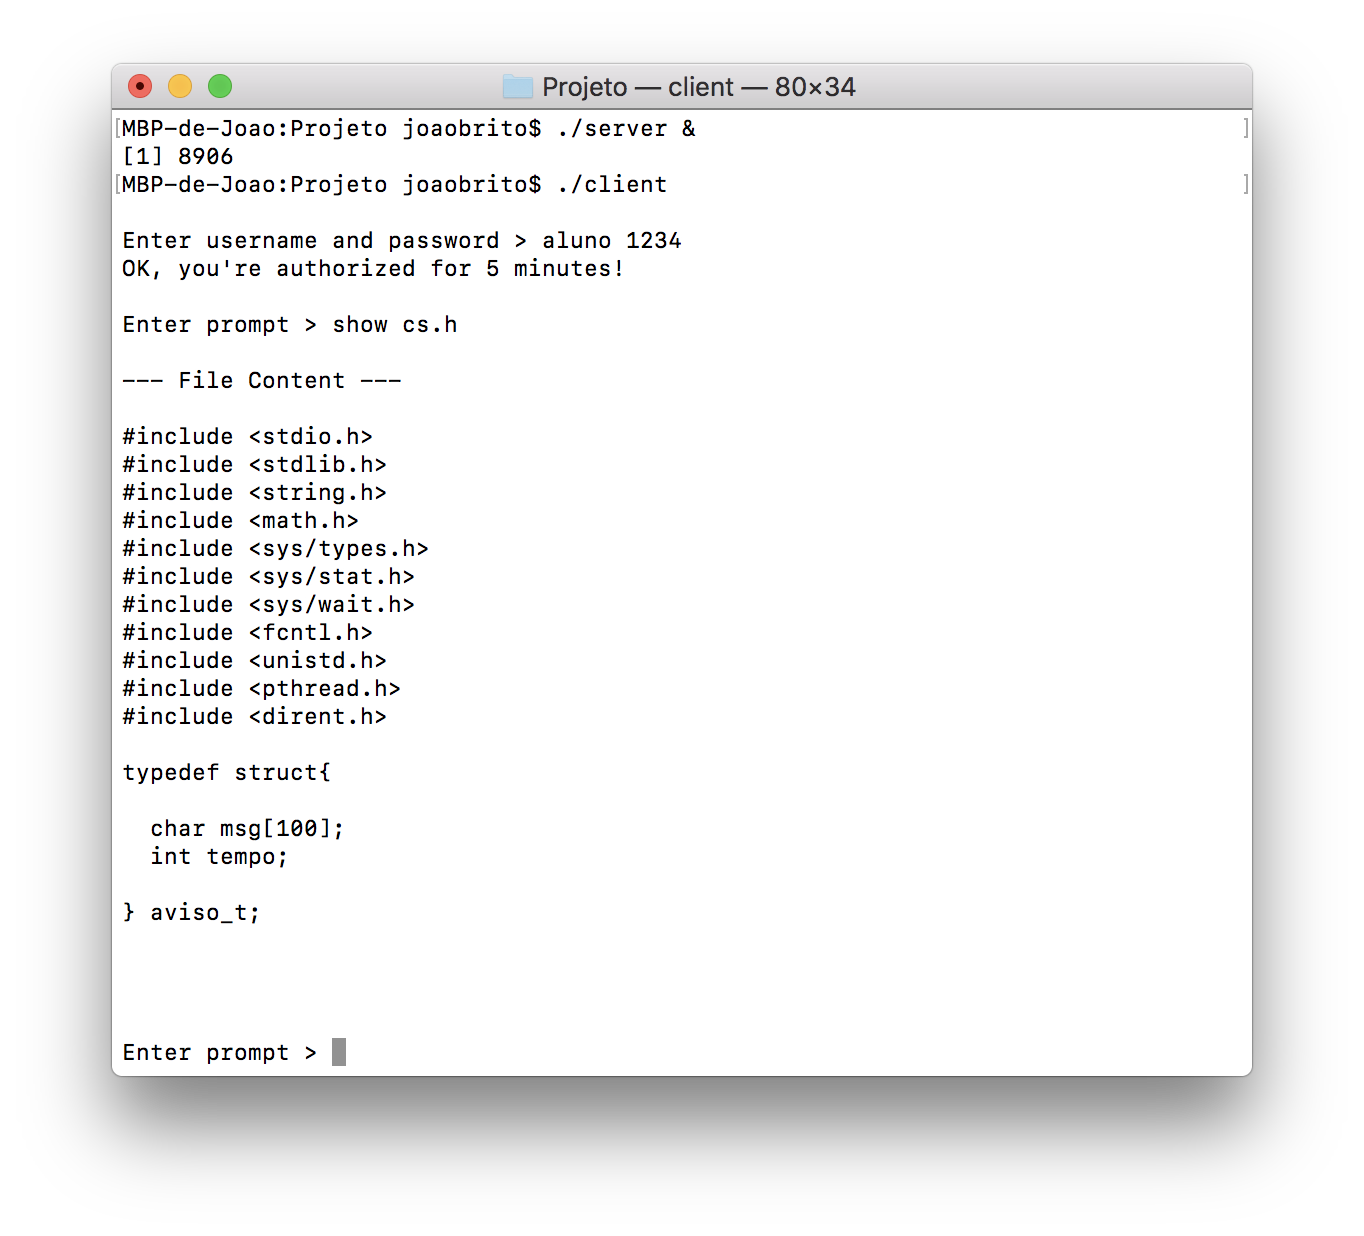 Projeto — client — 80×34
[MBP-de-Joao:Projeto joaobrito$ ./server & ]
[1] 8906
[MBP-de-Joao:Projeto joaobrito$ ./client ]
Enter username and password > aluno 1234
OK, you're authorized for 5 minutes!
Enter prompt > show cs.h
--- File Content ---
#include <stdio.h>
#include <stdlib.h>
#include <string.h>
#include <math.h>
#include <sys/types.h>
#include <sys/stat.h>
#include <sys/wait.h>
#include <fcntl.h>
#include <unistd.h>
#include <pthread.h>
#include <dirent.h>
typedef struct{
  char msg[100];
  int tempo;
} aviso_t;
Enter prompt >